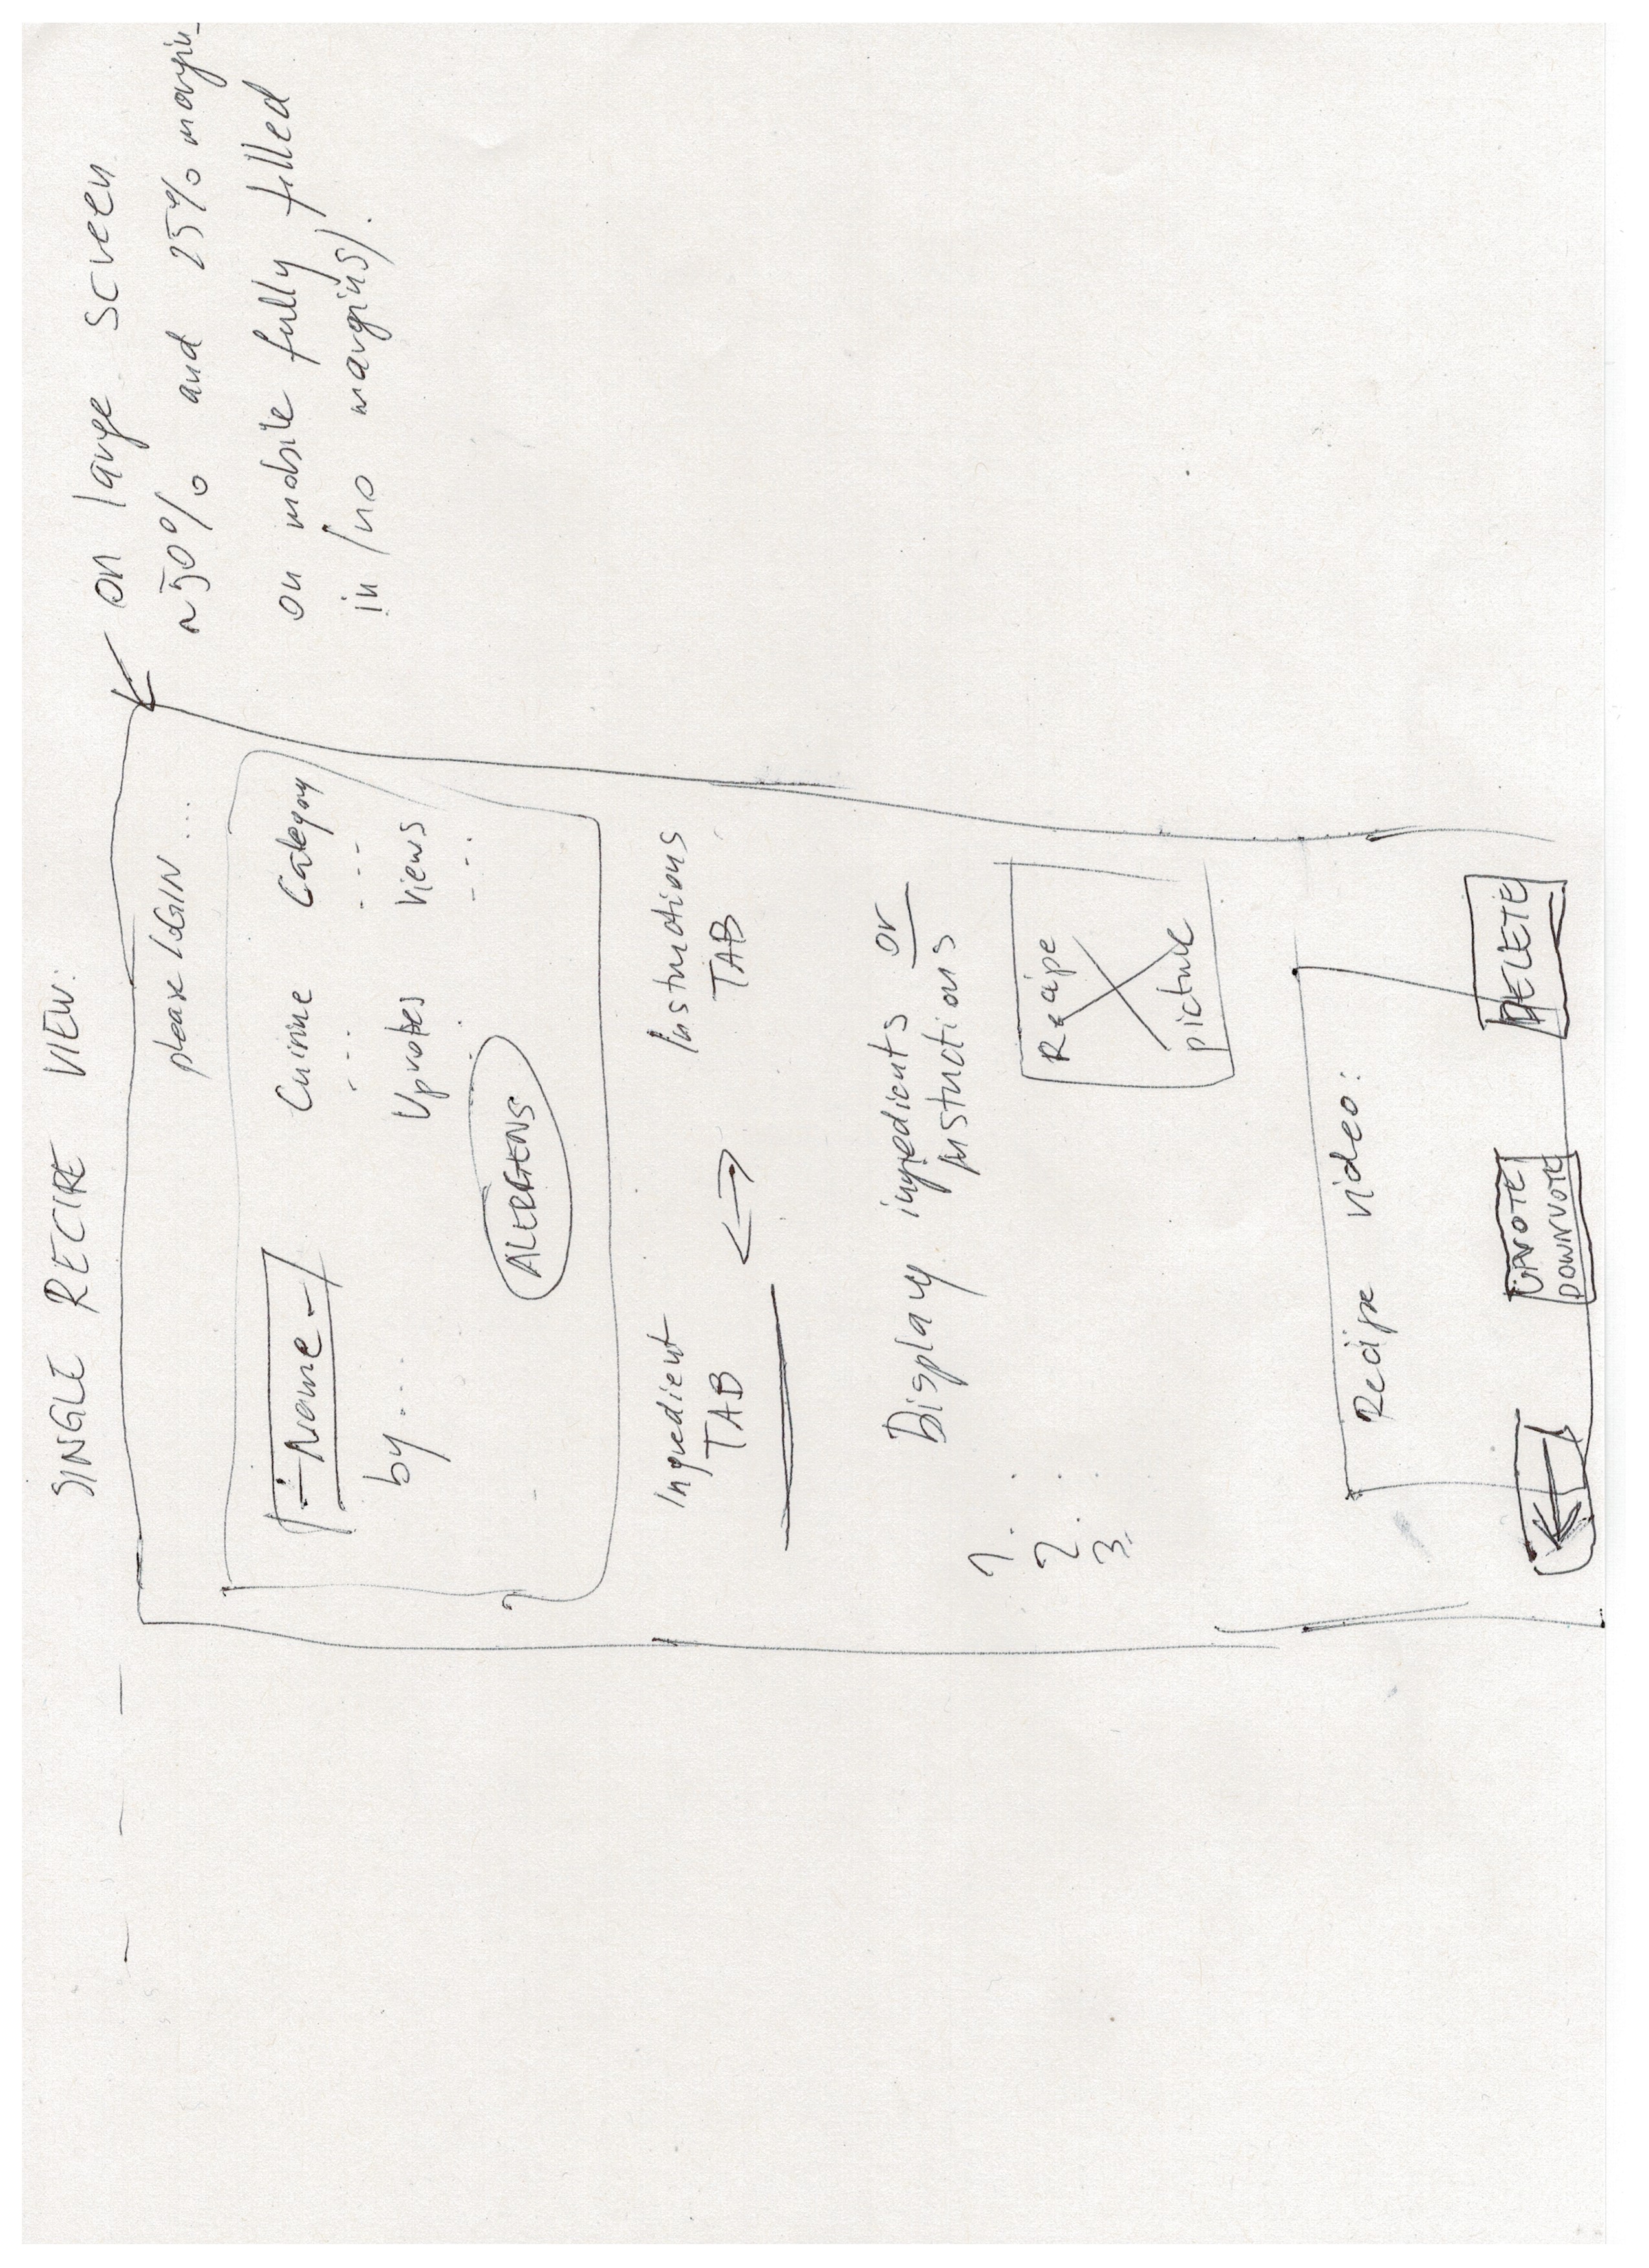 SINGLE RECIPE VIEW:
on large screen
~50% and 25% margin
on mobile fully filled
in (no margins).
please LOGIN ...
Name
by ...
Cuisine Category
... ...
Upvotes Views
... ...
ALERGENS
Ingredient
TAB
Instructions
TAB
Display ingredients or
instuctions
1. .
2. .
3.
Recipe
picture
Recipe video:
UPVOTE/
DOWNVOTE
DELETE